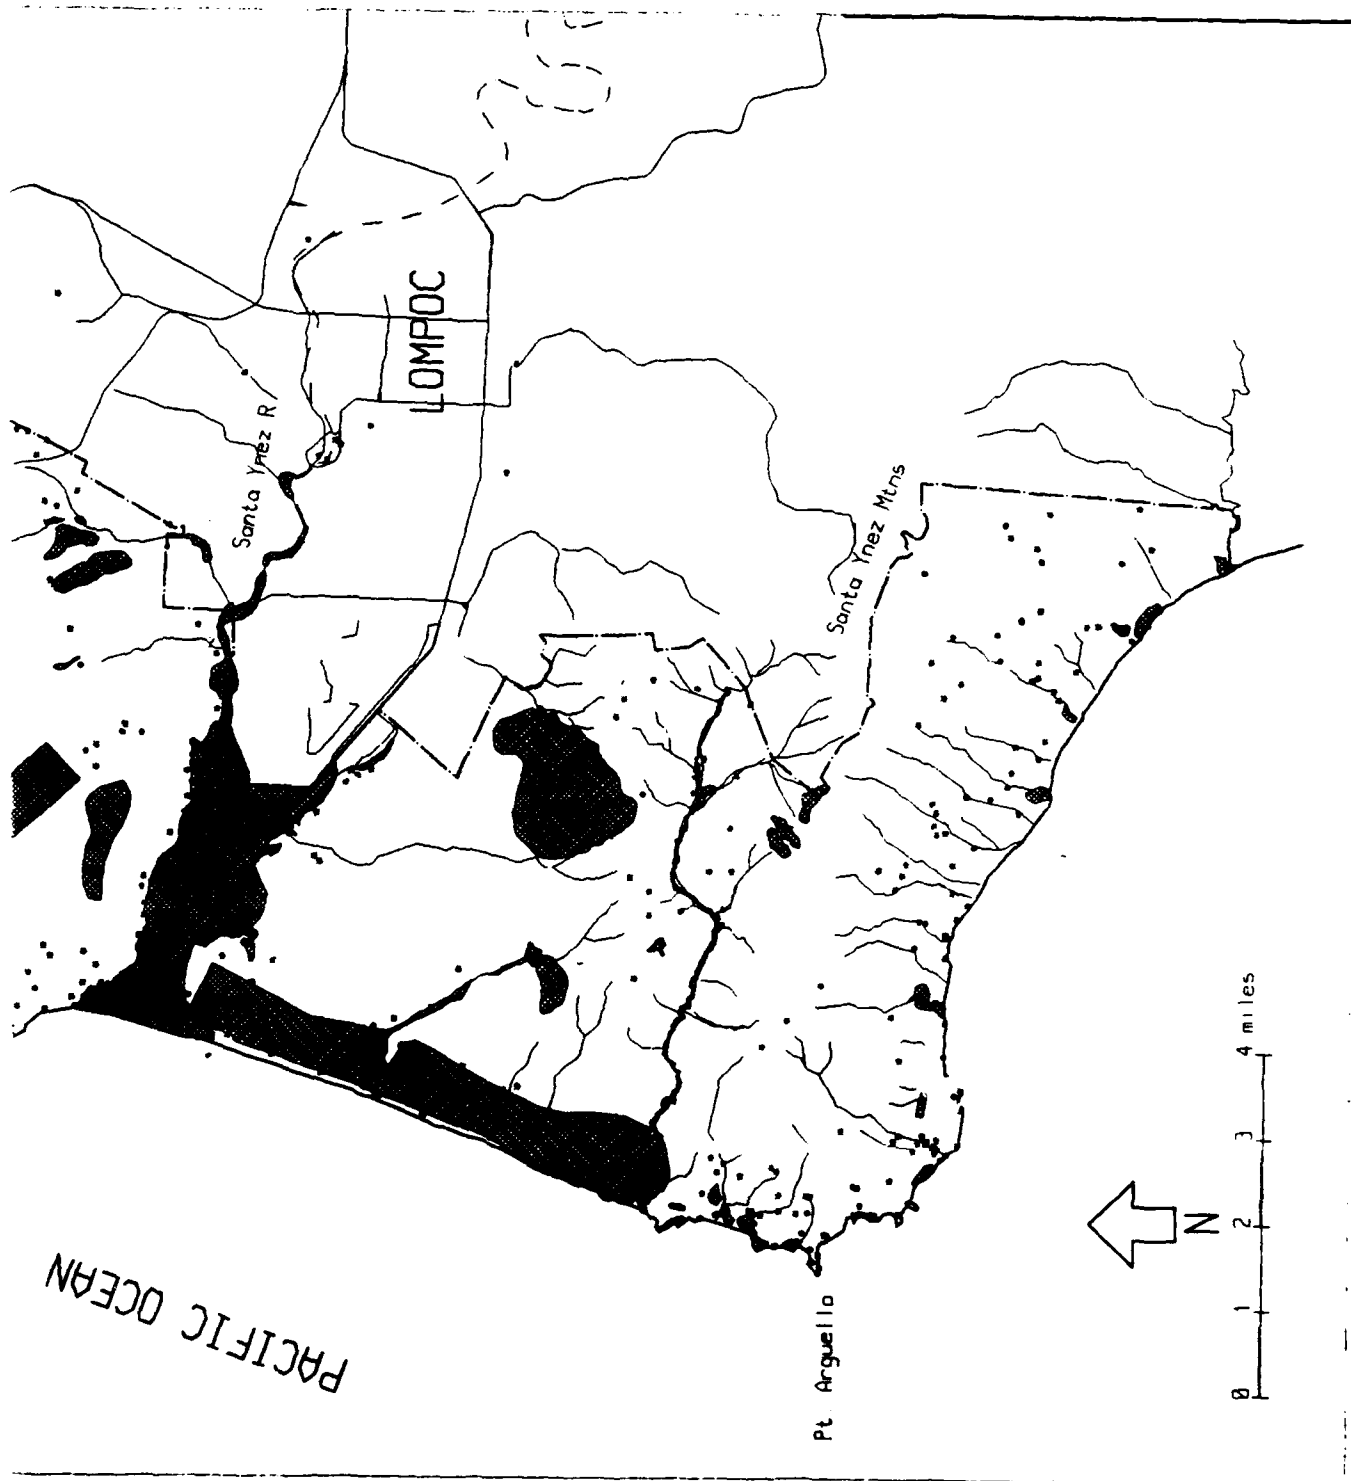 Santa Ynez R.
LOMPOC
Santa Ynez Mtns
PACIFIC OCEAN
Pt. Arguello
N
0 1 2 3 4 miles